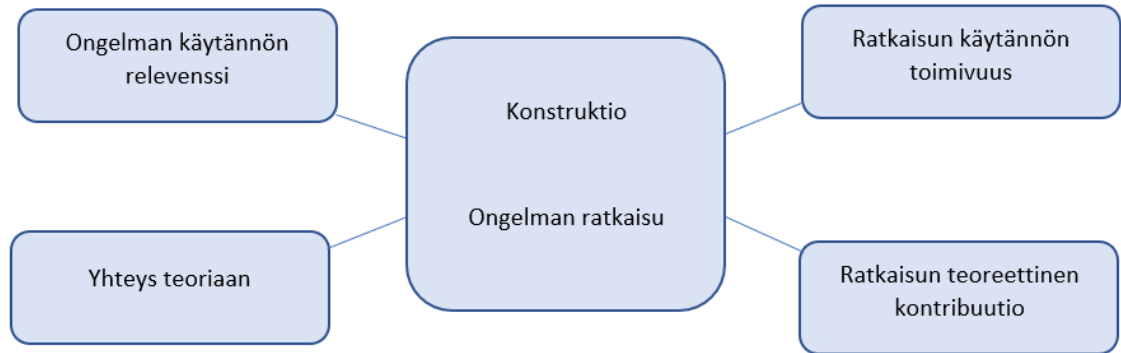 Ongelman käytännön
relevenssi
Konstruktio
Ongelman ratkaisu
Ratkaisun käytännön
toimivuus
Yhteys teoriaan
Ratkaisun teoreettinen
kontribuutio